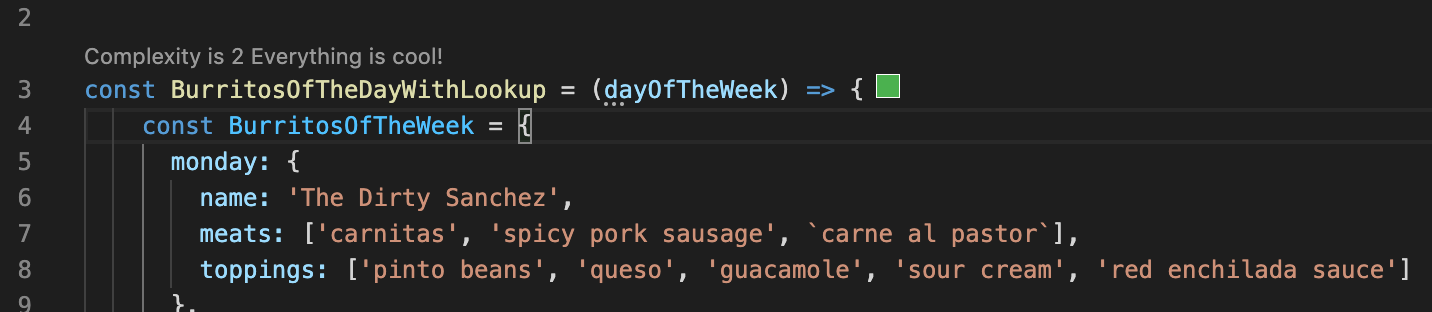 2
Complexity is 2 Everything is cool!
3 const BurritosOfTheDayWithLookup = (dayOfTheWeek) => {
4 const BurritosOfTheWeek = {
5 monday: {
6 name: 'The Dirty Sanchez',
7 meats: ['carnitas', 'spicy pork sausage', `carne al pastor`],
8 toppings: ['pinto beans', 'queso', 'guacamole', 'sour cream', 'red enchilada sauce']
9 },